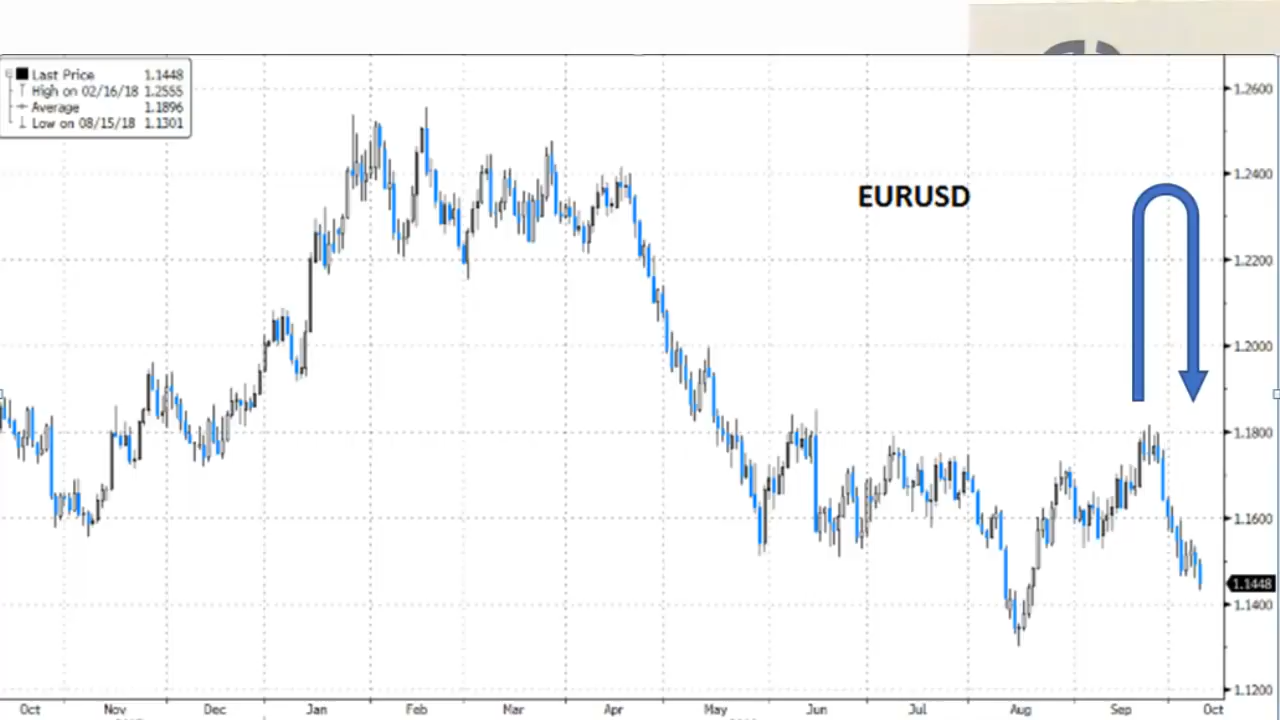 Last Price 1.1448
High on 02/16/18 1.2555
Average 1.1896
Low on 08/15/18 1.1301
EURUSD
1.2600
1.2400
1.2200
1.2000
1.1800
1.1600
1.1448
1.1400
1.1200
Oct Nov Dec Jan Feb Mar Apr May Jun Jul Aug Sep Oct